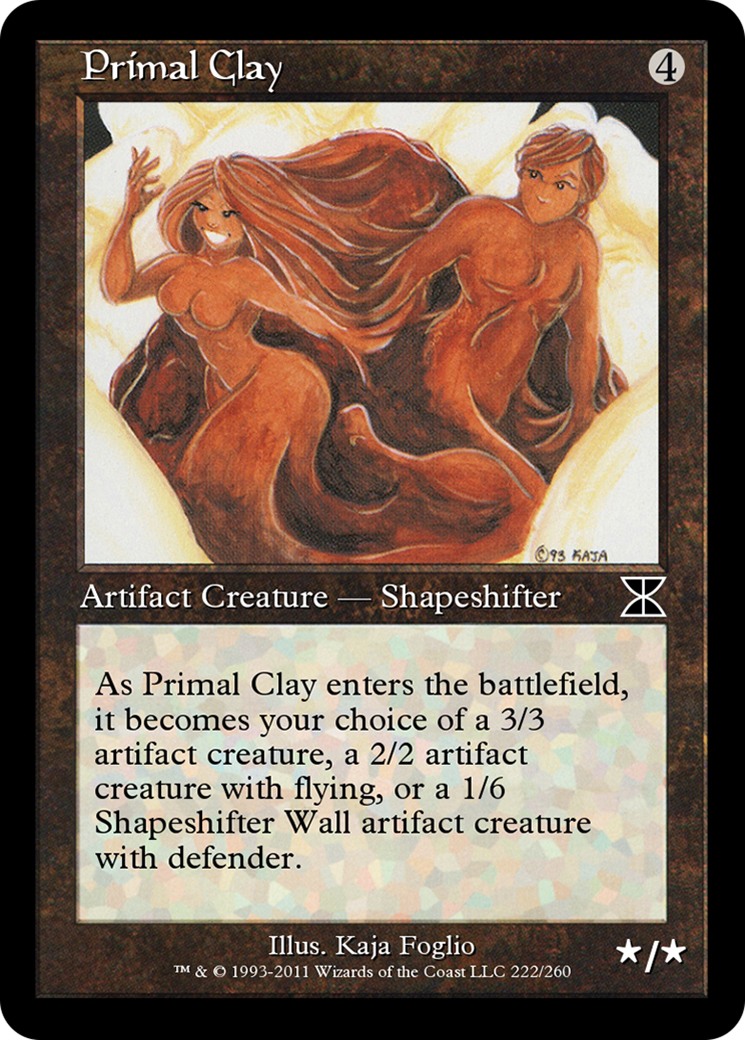 Primal Clay
4
©93 KAJA
Artifact Creature — Shapeshifter
As Primal Clay enters the battlefield,
it becomes your choice of a 3/3
artifact creature, a 2/2 artifact
creature with flying, or a 1/6
Shapeshifter Wall artifact creature
with defender.
Illus. Kaja Foglio
™ & © 1993-2011 Wizards of the Coast LLC 222/260
★/★